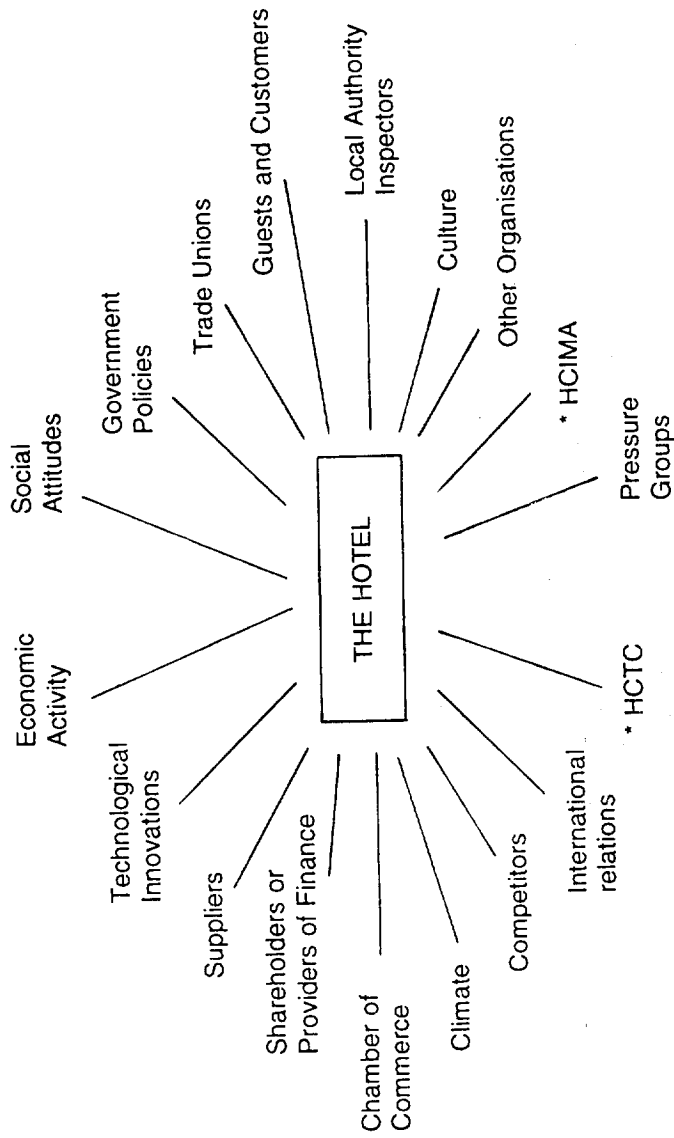 Economic
Activity
Social
Attitudes
Technological
Innovations
Government
Policies
Suppliers
Trade Unions
Shareholders or
Providers of Finance
Guests and Customers
THE HOTEL
Chamber of
Commerce
Local Authority
Inspectors
Climate
Culture
Competitors
Other Organisations
International
relations
* HCIMA
* HCTC
Pressure
Groups